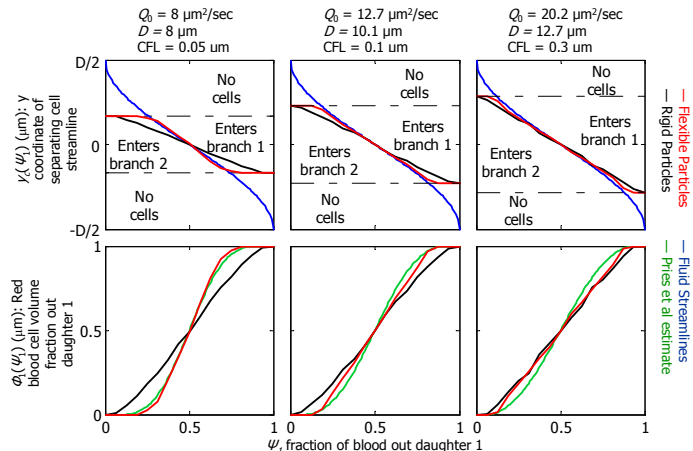 Q₀ = 8 µm²/sec
D = 8 µm
CFL = 0.05 um
Q₀ = 12.7 µm²/sec
D = 10.1 µm
CFL = 0.1 um
Q₀ = 20.2 µm²/sec
D = 12.7 µm
CFL = 0.3 um
y꜀(Ψ₁) (µm): y
coordinate of
separating cell
streamline
D/2
0
-D/2
No
cells
Enters
branch 1
Enters
branch 2
No
cells
No
cells
Enters
branch 1
Enters
branch 2
No
cells
No
cells
Enters
branch 1
Enters
branch 2
No
cells
— Flexible Particles
— Rigid Particles
Φ₁(Ψ₁) (µm): Red
blood cell volume
fraction out
daughter 1
1
0.5
0
0 0.5 1
0 0.5 1
0 0.5 1
Ψ, fraction of blood out daughter 1
— Fluid Streamlines
— Pries et al estimate